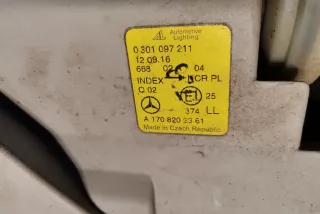 Automotive
Lighting
0 301 097 211
12.09.16
668 02 04
INDEX CR PL
Q 02 25
374 LL
A 170 820 33 61
Made in Czech Republic